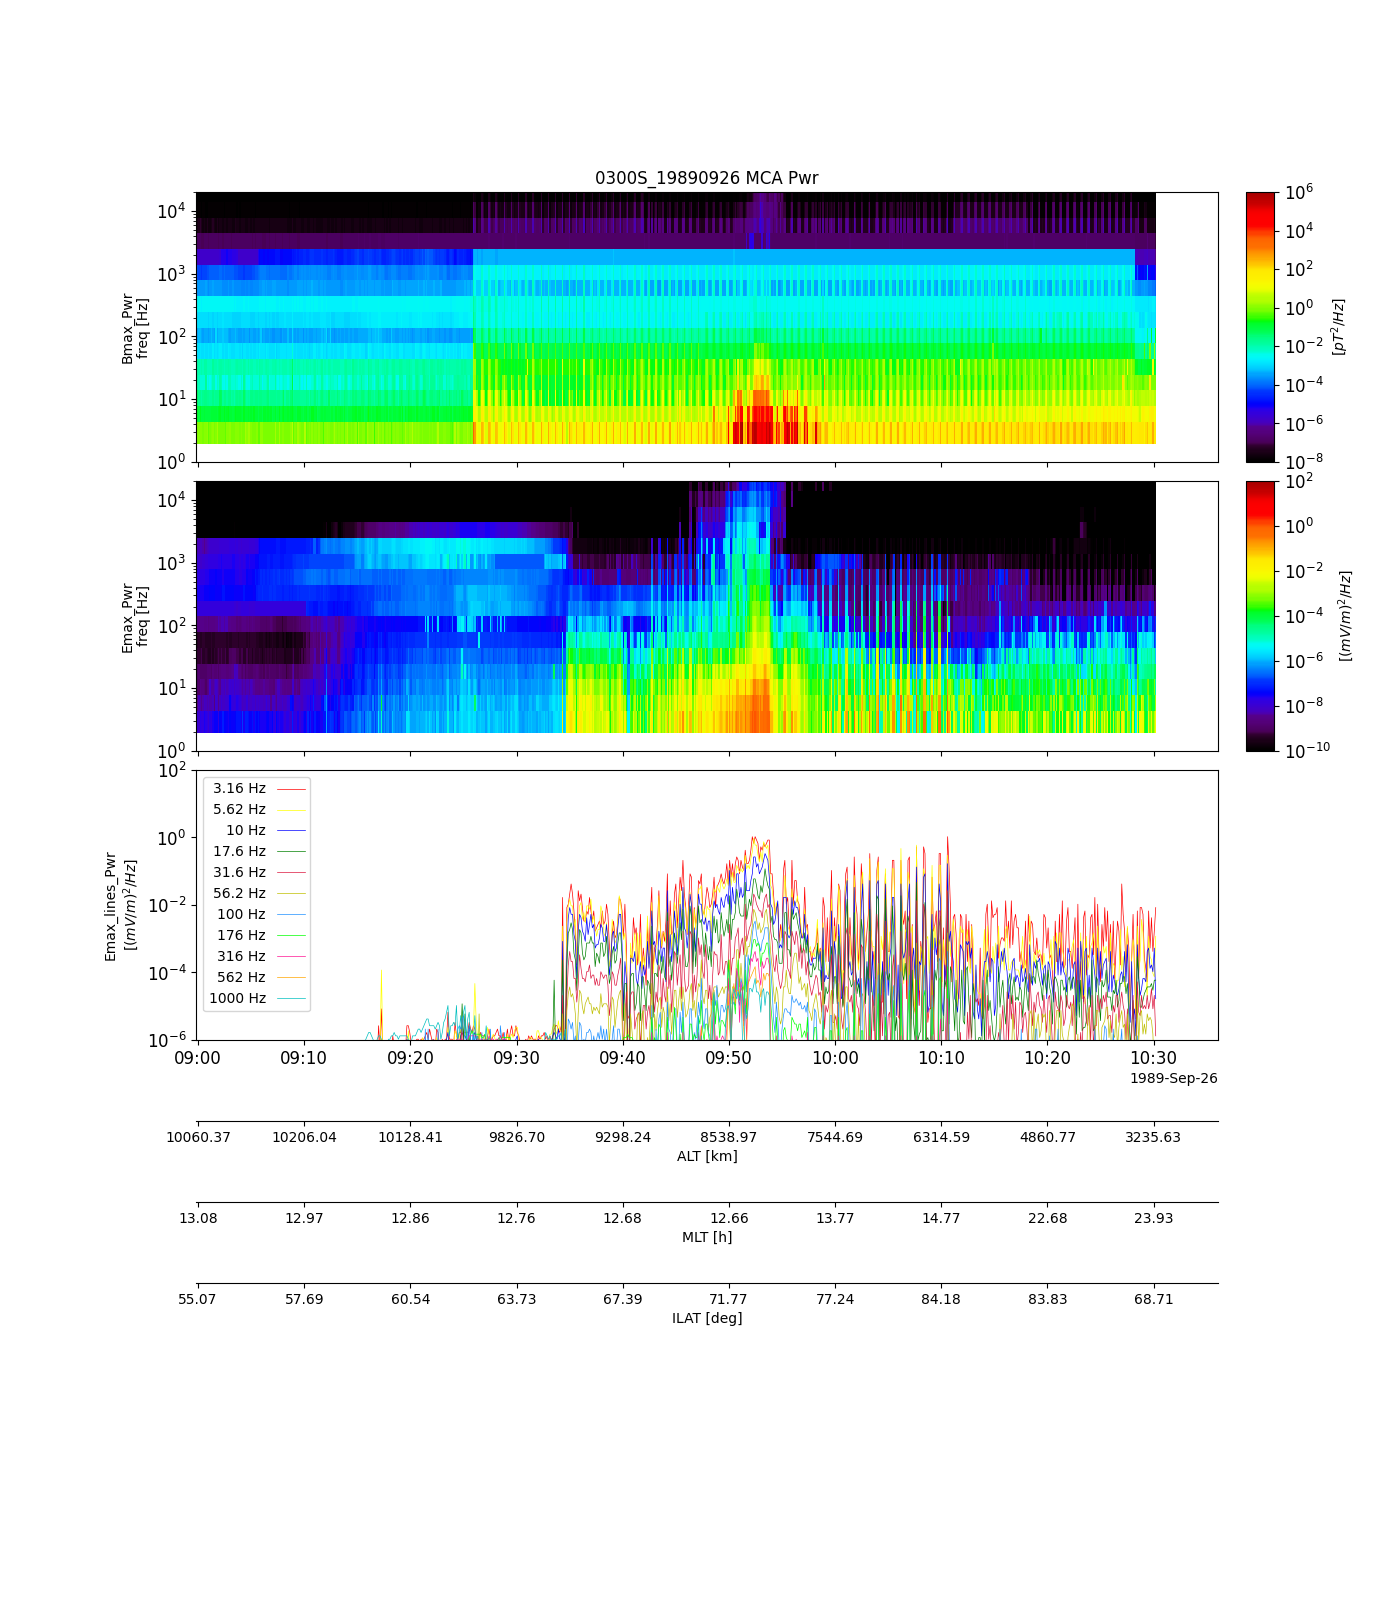 0300S_19890926 MCA Pwr
10^4
10^3
10^2
10^1
10^0
Bmax_Pwr
freq [Hz]
10^6
10^4
10^2
10^0
10^−2
10^−4
10^−6
10^−8
[pT^2/Hz]
10^4
10^3
10^2
10^1
10^0
Emax_Pwr
freq [Hz]
10^2
10^0
10^−2
10^−4
10^−6
10^−8
10^−10
[(mV/m)^2/Hz]
10^2
10^0
10^−2
10^−4
10^−6
Emax_lines_Pwr
[(mV/m)^2/Hz]
3.16 Hz
5.62 Hz
10 Hz
17.6 Hz
31.6 Hz
56.2 Hz
100 Hz
176 Hz
316 Hz
562 Hz
1000 Hz
09:00 09:10 09:20 09:30 09:40 09:50 10:00 10:10 10:20 10:30
1989-Sep-26
10060.37 10206.04 10128.41 9826.70 9298.24 8538.97 7544.69 6314.59 4860.77 3235.63
ALT [km]
13.08 12.97 12.86 12.76 12.68 12.66 13.77 14.77 22.68 23.93
MLT [h]
55.07 57.69 60.54 63.73 67.39 71.77 77.24 84.18 83.83 68.71
ILAT [deg]